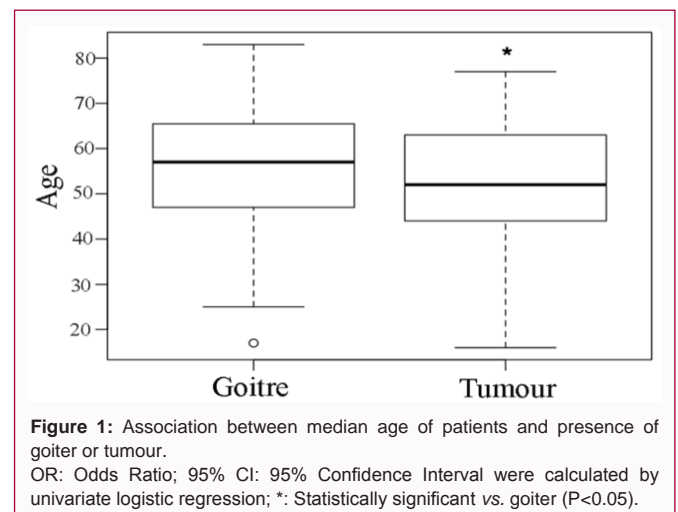 80
70
60
50
40
30
20
Age
*
Goitre
Tumour
Figure 1: Association between median age of patients and presence of
goiter or tumour.
OR: Odds Ratio; 95% CI: 95% Confidence Interval were calculated by
univariate logistic regression; *: Statistically significant vs. goiter (P<0.05).